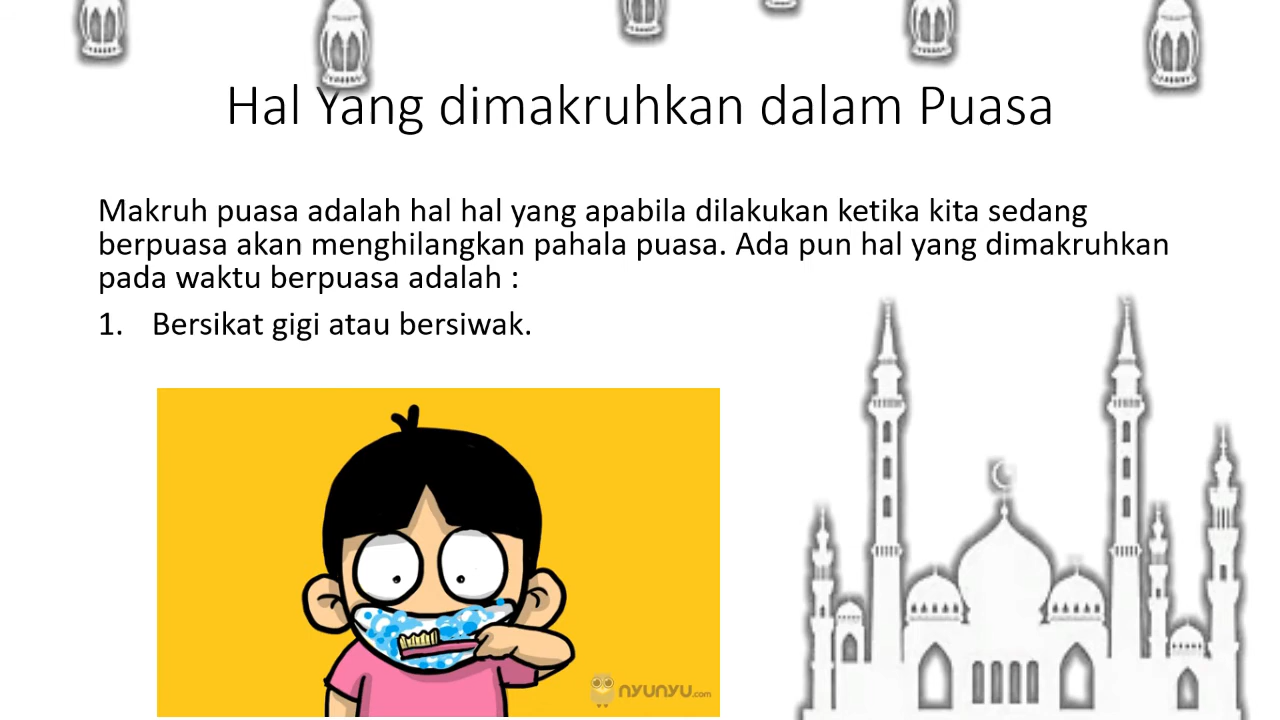 Hal Yang dimakruhkan dalam Puasa
Makruh puasa adalah hal hal yang apabila dilakukan ketika kita sedang
berpuasa akan menghilangkan pahala puasa. Ada pun hal yang dimakruhkan
pada waktu berpuasa adalah :
1. Bersikat gigi atau bersiwak.
nyunyu.com